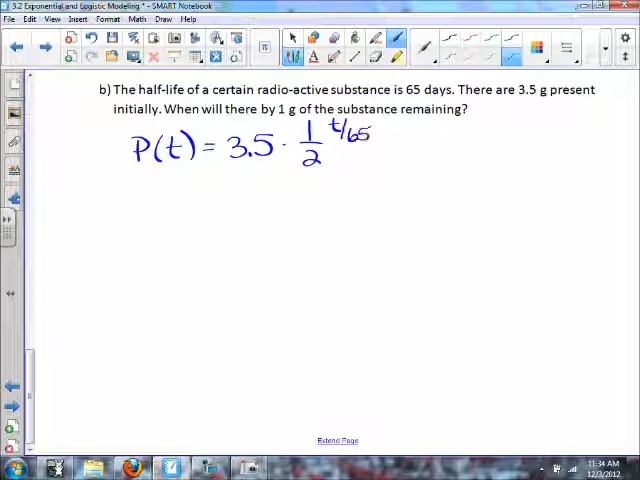 3.2 Exponential and Logistic Modeling * - SMART Notebook
File Edit View Insert Format Math Draw Tools Help
b) The half-life of a certain radio-active substance is 65 days. There are 3.5 g present
initially. When will there by 1 g of the substance remaining?
P(t) = 3.5 · 1/2 ^ t/65
Extend Page
11:34 AM
12/3/2012